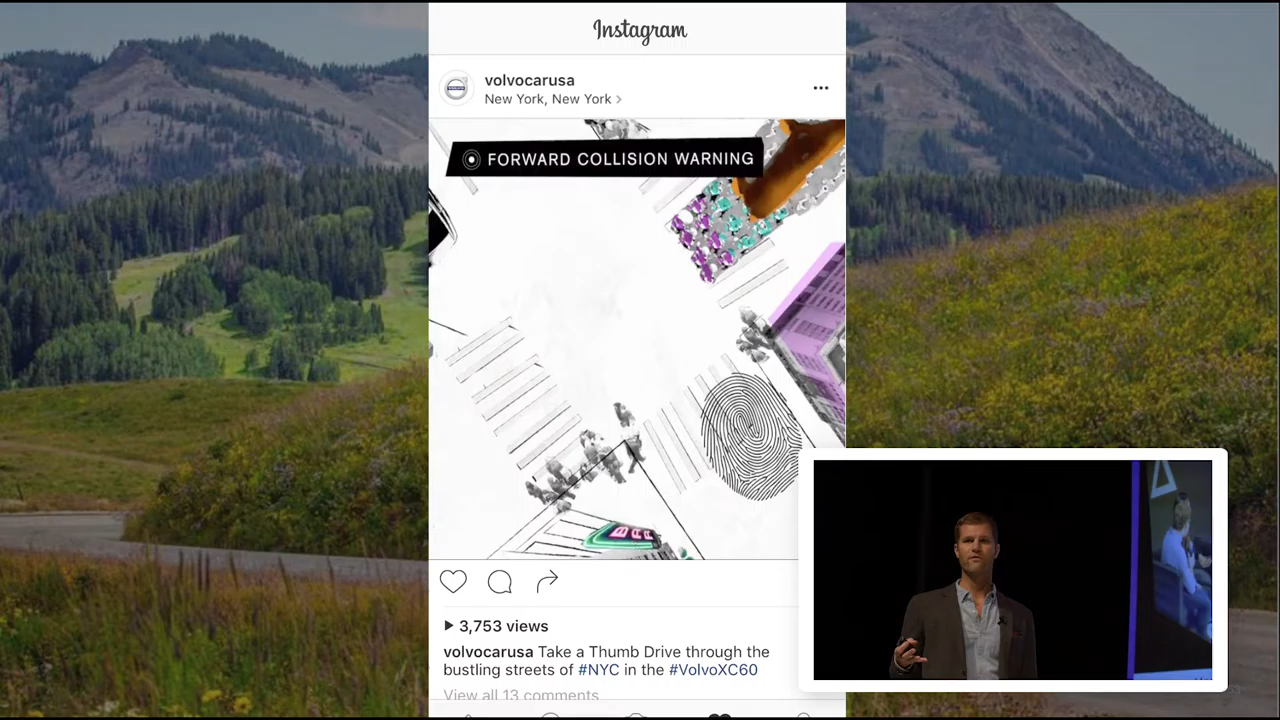 Instagram
volvocarusa
New York, New York >
FORWARD COLLISION WARNING
BAR
3,753 views
volvocarusa Take a Thumb Drive through the
bustling streets of #NYC in the #VolvoXC60
View all 13 comments